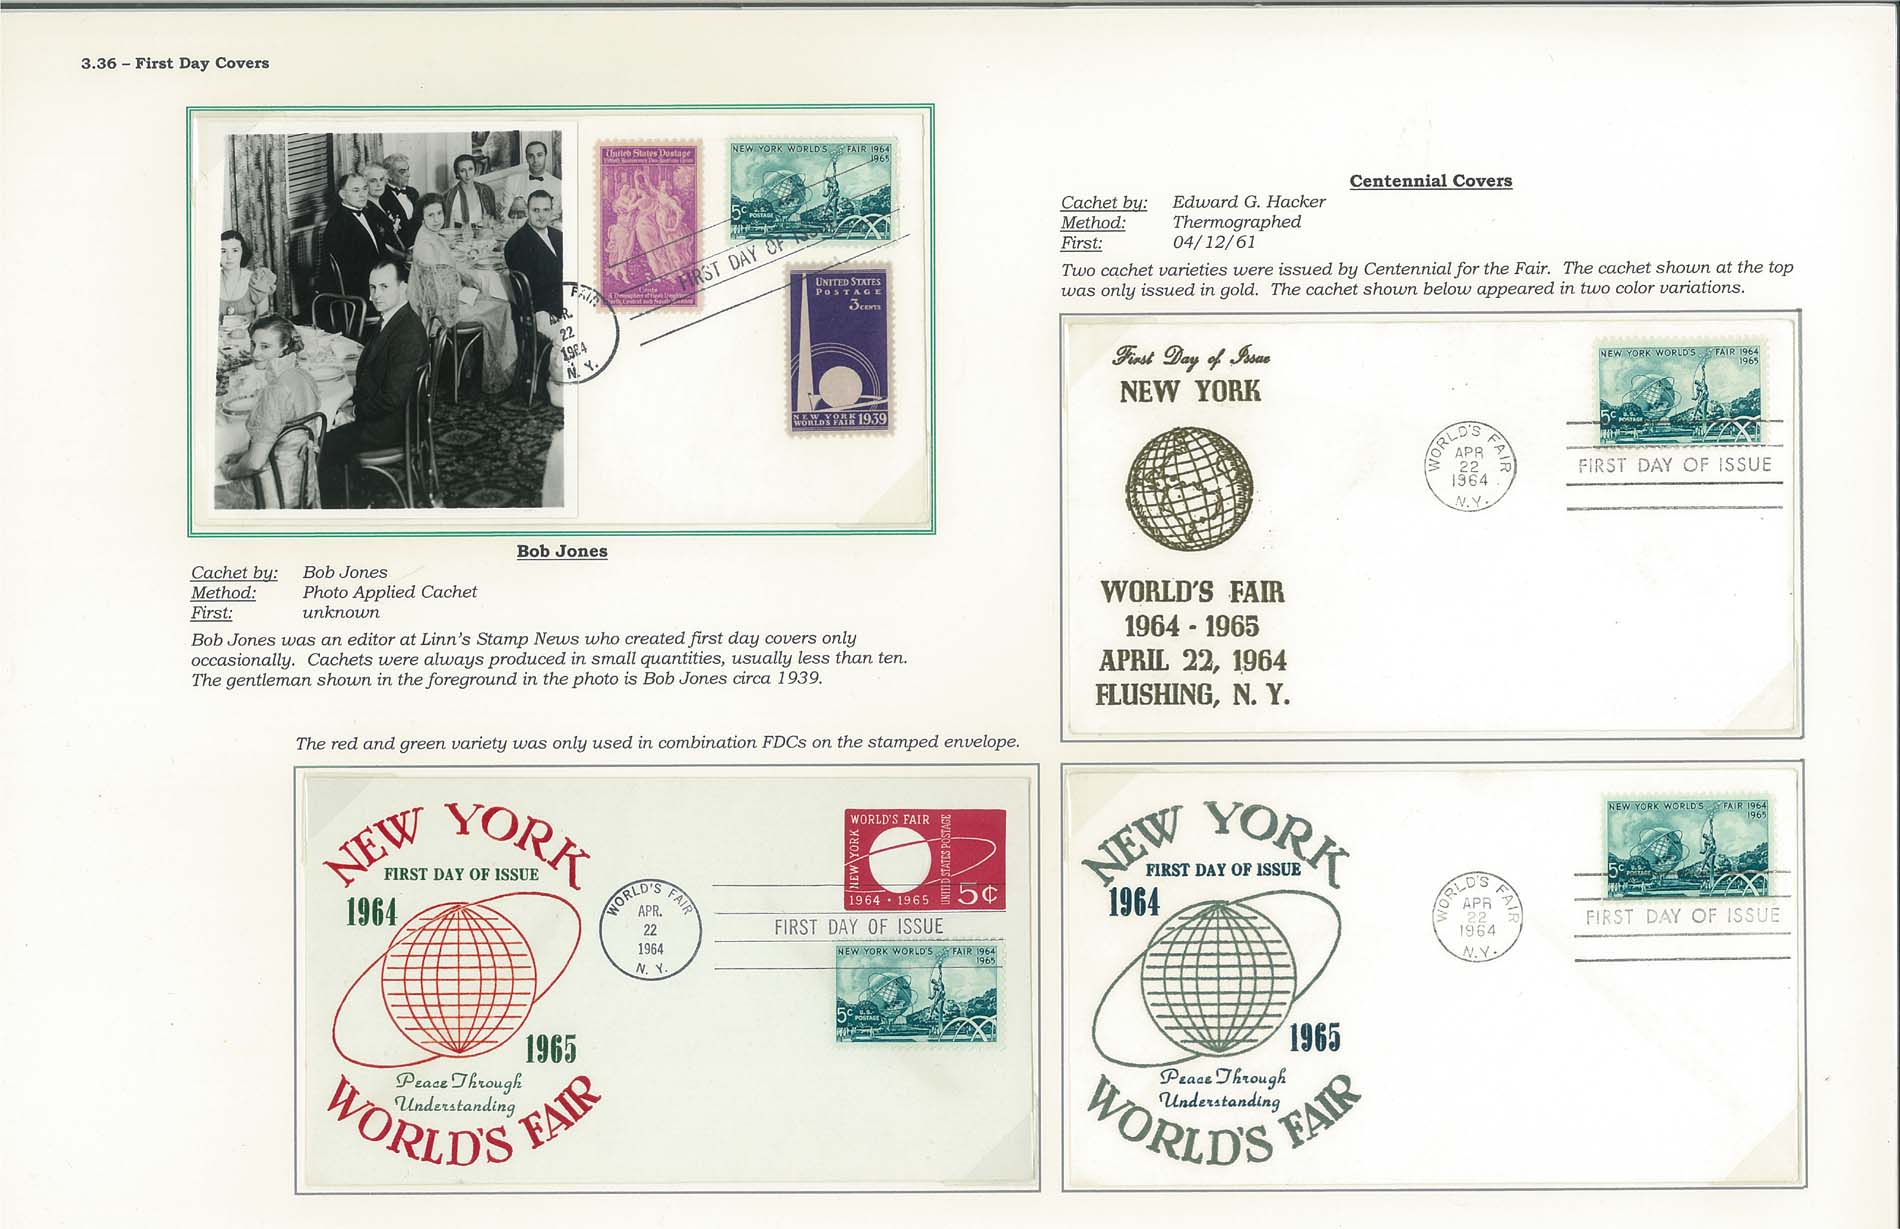 3.36 – First Day Covers
United States Postage
NEW YORK WORLD'S FAIR 1964
1965
5c
U.S.
POSTAGE
FIRST DAY OF ISSUE
FAIR
APR.
22
1964
N. Y.
UNITED STATES
POSTAGE
3 CENTS
NEW YORK
WORLD'S FAIR 1939
Bob Jones
Cachet by: Bob Jones
Method: Photo Applied Cachet
First: unknown
Bob Jones was an editor at Linn's Stamp News who created first day covers only
occasionally. Cachets were always produced in small quantities, usually less than ten.
The gentleman shown in the foreground in the photo is Bob Jones circa 1939.
Centennial Covers
Cachet by: Edward G. Hacker
Method: Thermographed
First: 04/12/61
Two cachet varieties were issued by Centennial for the Fair. The cachet shown at the top
was only issued in gold. The cachet shown below appeared in two color variations.
First Day of Issue
NEW YORK
WORLD'S FAIR
1964 - 1965
APRIL 22, 1964
FLUSHING, N. Y.
WORLD'S FAIR
APR
22
1964
N.Y.
NEW YORK WORLD'S FAIR 1964
1965
5c
U.S.
POSTAGE
FIRST DAY OF ISSUE
The red and green variety was only used in combination FDCs on the stamped envelope.
NEW YORK
FIRST DAY OF ISSUE
1964
1965
Peace Through
Understanding
WORLD'S FAIR
WORLD'S FAIR
APR.
22
1964
N. Y.
WORLD'S FAIR
NEW YORK
UNITED STATES POSTAGE
5¢
1964 · 1965
FIRST DAY OF ISSUE
NEW YORK WORLD'S FAIR 1964
1965
5c
U.S.
POSTAGE
NEW YORK
FIRST DAY OF ISSUE
1964
1965
Peace Through
Understanding
WORLD'S FAIR
WORLD'S FAIR
APR
22
1964
N.Y.
NEW YORK WORLD'S FAIR 1964
1965
5c
U.S.
POSTAGE
FIRST DAY OF ISSUE